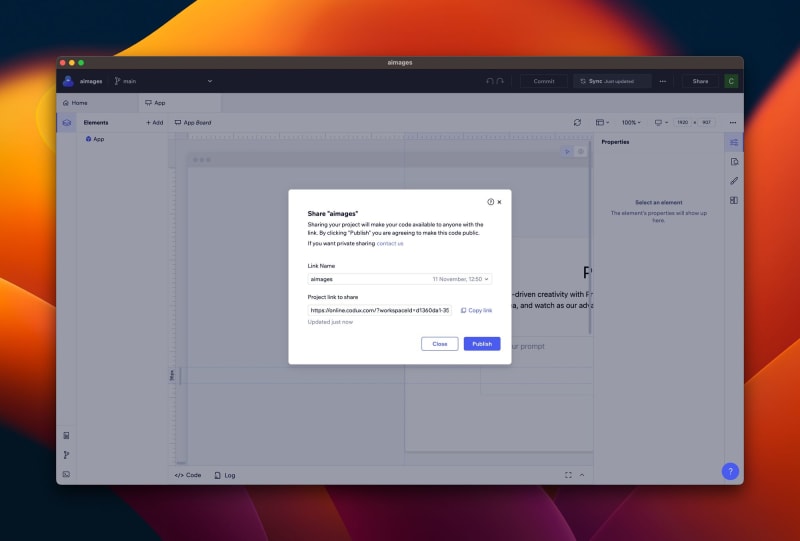 aimages
aimages
main
Commit
Sync Just updated
Share
C
Home
App
Elements
+ Add
App Board
100%
1920 x 907
Properties
App
Select an element
The element's properties will show up
here.
Share "aimages"
Sharing your project will make your code available to anyone with the
link. By clicking "Publish" you are agreeing to make this code public.
If you want private sharing contact us
Link Name
aimages
11 November, 12:50
Project link to share
https://online.codux.com/?workspaceId=d1360da1-35
Copy link
Updated just now
Close
Publish
P
-driven creativity with Pr
a, and watch as our adva
ur prompt
</> Code
Log
?